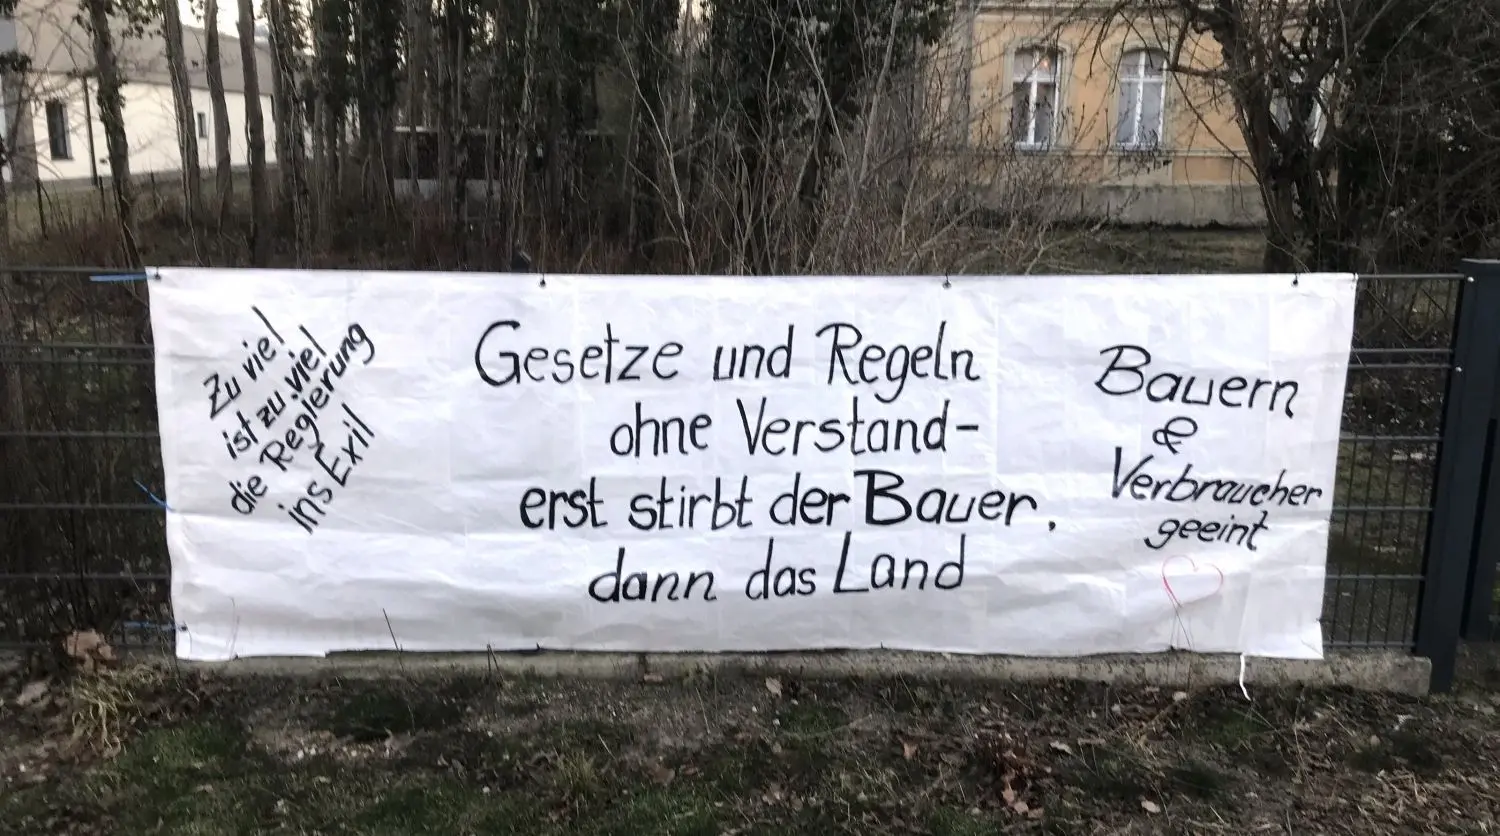 Zu viel
ist zu viel
die Regierung
ins Exil
Gesetze und Regeln
ohne Verstand-
erst stirbt der Bauer,
dann das Land
Bauern
&
Verbraucher
geeint